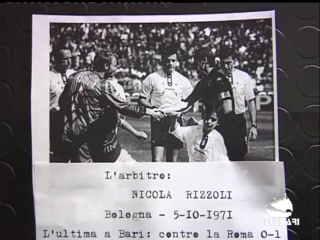 L'arbitro:
NICOLA RIZZOLI
Bologna - 5-10-1971
L'ultima a Bari: contro la Roma 0-1